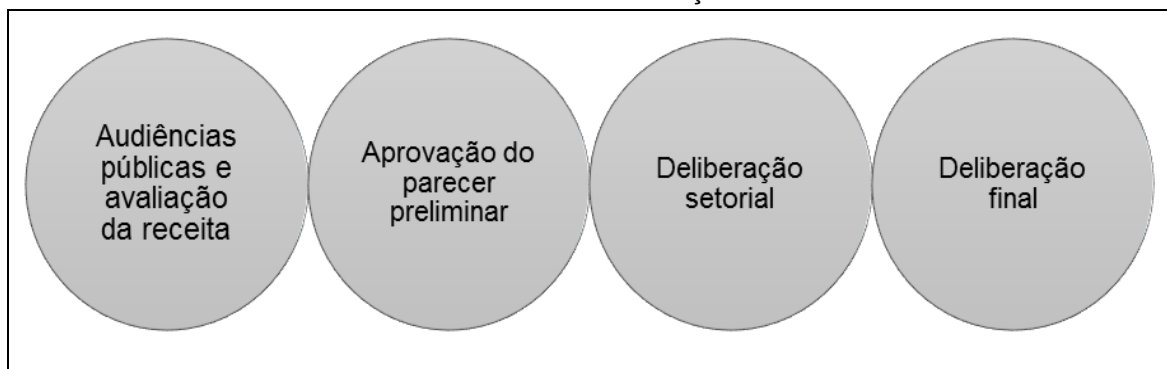 Audiências
públicas e
avaliação
da receita
Aprovação do
parecer
preliminar
Deliberação
setorial
Deliberação
final